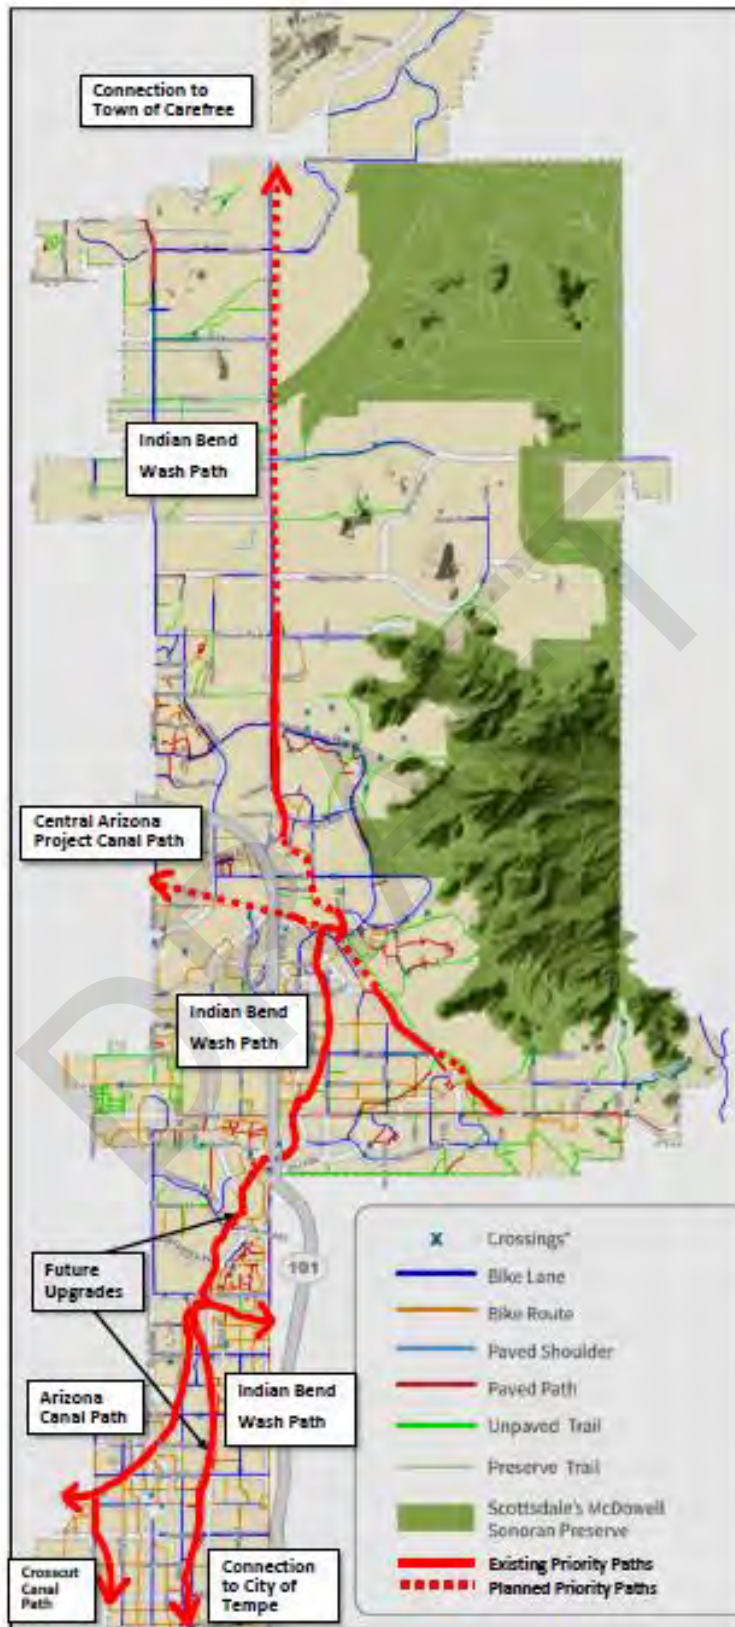 Connection to
Town of Carefree
Indian Bend
Wash Path
Central Arizona
Project Canal Path
Indian Bend
Wash Path
Future
Upgrades
101
Arizona
Canal Path
Indian Bend
Wash Path
Crosscut
Canal
Path
Connection
to City of
Tempe
X Crossings*
Bike Lane
Bike Route
Paved Shoulder
Paved Path
Unpaved Trail
Preserve Trail
Scottsdale's McDowell
Sonoran Preserve
Existing Priority Paths
Planned Priority Paths
DRAFT